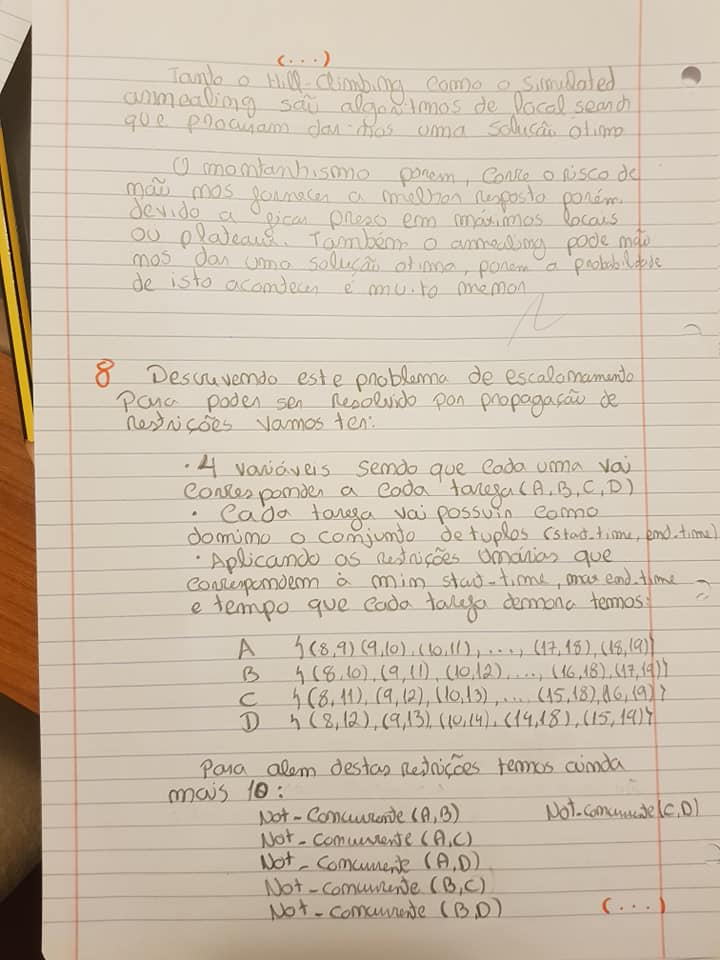 (...)
Tanto o Hill-Climbing como o simulated
annealing são algoritmos de local search
que procuram dar-nos uma solução otima
O montanhismo porem, corre o risco de
não nos fornecer a melhor resposta porém.
devido a ficar preso em máximos locais
ou plateaus. Também o annealing pode não
nos dar uma solução otima, porem a probabilidade
de isto acontecer é muito menor
8 Descrevendo este problema de escalonamento
Para poder ser resolvido por propagação de
restrições vamos ter:
· 4 variáveis sendo que cada uma vai
corresponder a cada tarefa (A,B,C,D)
· Cada tarefa vai possuir como
dominio o conjunto de tuplos (start.time, end.time)
· Aplicando as restrições Unárias que
correspondem à min start-time, max end.time
e tempo que cada tarefa demora temos:
A {(8,9)(9,10),(10,11),...,(17,18),(18,19)}
B {(8,10),(9,11),(10,12),...,(16,18),(17,19)}
C {(8,11),(9,12),(10,13),...(15,18),(16,19)}
D {(8,12),(9,13),(10,14).(14,18),(15,19)}
Para alem destas restrições temos ainda
mais 10:
Not-Concurrente (A,B) Not-concurrente (C,D)
Not-concurrente (A,C)
Not-concurrente (A,D)
Not-concurrente (B,C)
Not-concurrente (B,D) (...)